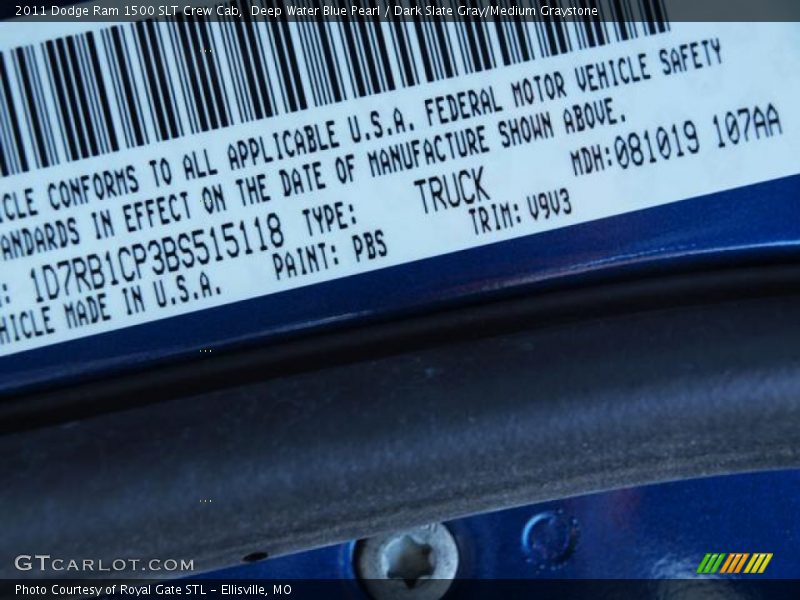 2011 Dodge Ram 1500 SLT Crew Cab, Deep Water Blue Pearl / Dark Slate Gray/Medium Graystone
ICLE CONFORMS TO ALL APPLICABLE U.S.A. FEDERAL MOTOR VEHICLE SAFETY
ANDARDS IN EFFECT ON THE DATE OF MANUFACTURE SHOWN ABOVE.
MDH:081019 107AA
: 1D7RB1CP3BS515118 TYPE: TRUCK
HICLE MADE IN U.S.A. PAINT: PBS TRIM: V9V3
GTCARLOT.COM
Photo Courtesy of Royal Gate STL - Ellisville, MO